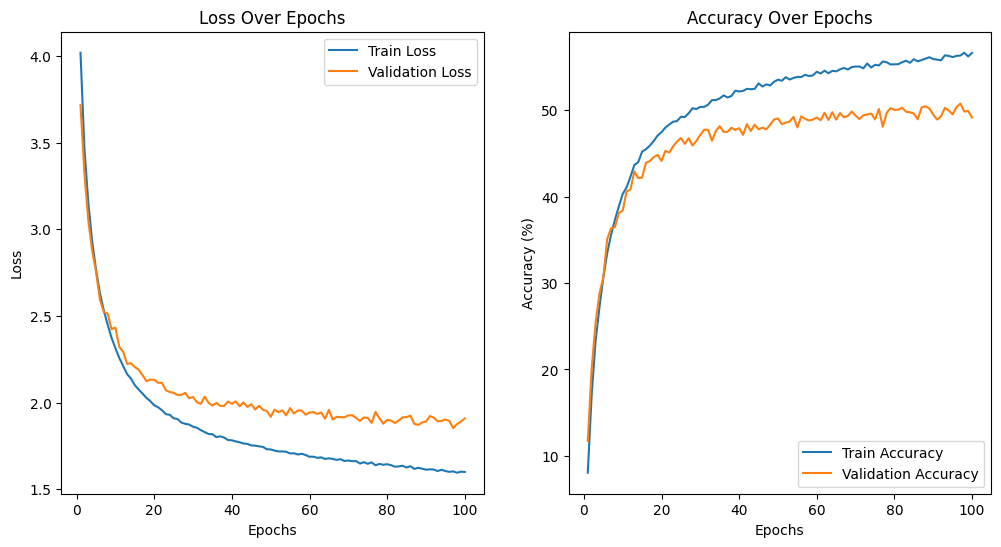 Loss Over Epochs
4.0
3.5
3.0
2.5
2.0
1.5
Loss
0 20 40 60 80 100
Epochs
Train Loss
Validation Loss
Accuracy Over Epochs
50
40
30
20
10
Accuracy (%)
0 20 40 60 80 100
Epochs
Train Accuracy
Validation Accuracy